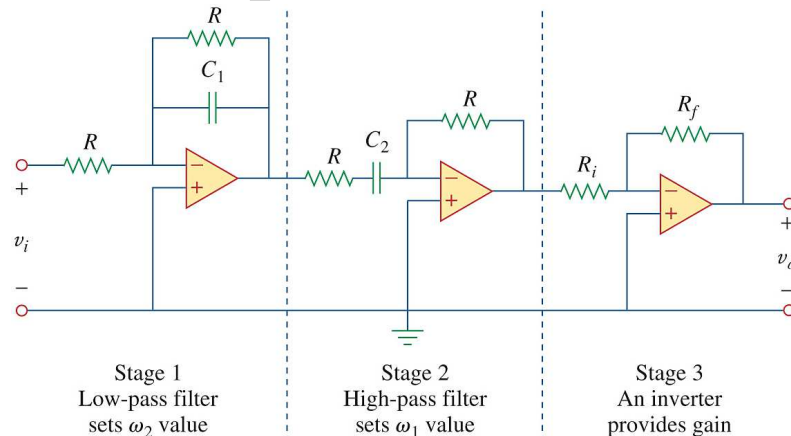 R
C1
R
R
C2
R
Ri
Rf
−
+
−
+
−
+
+
vi
−
+
−
Stage 1
Low-pass filter
sets ω2 value
Stage 2
High-pass filter
sets ω1 value
Stage 3
An inverter
provides gain